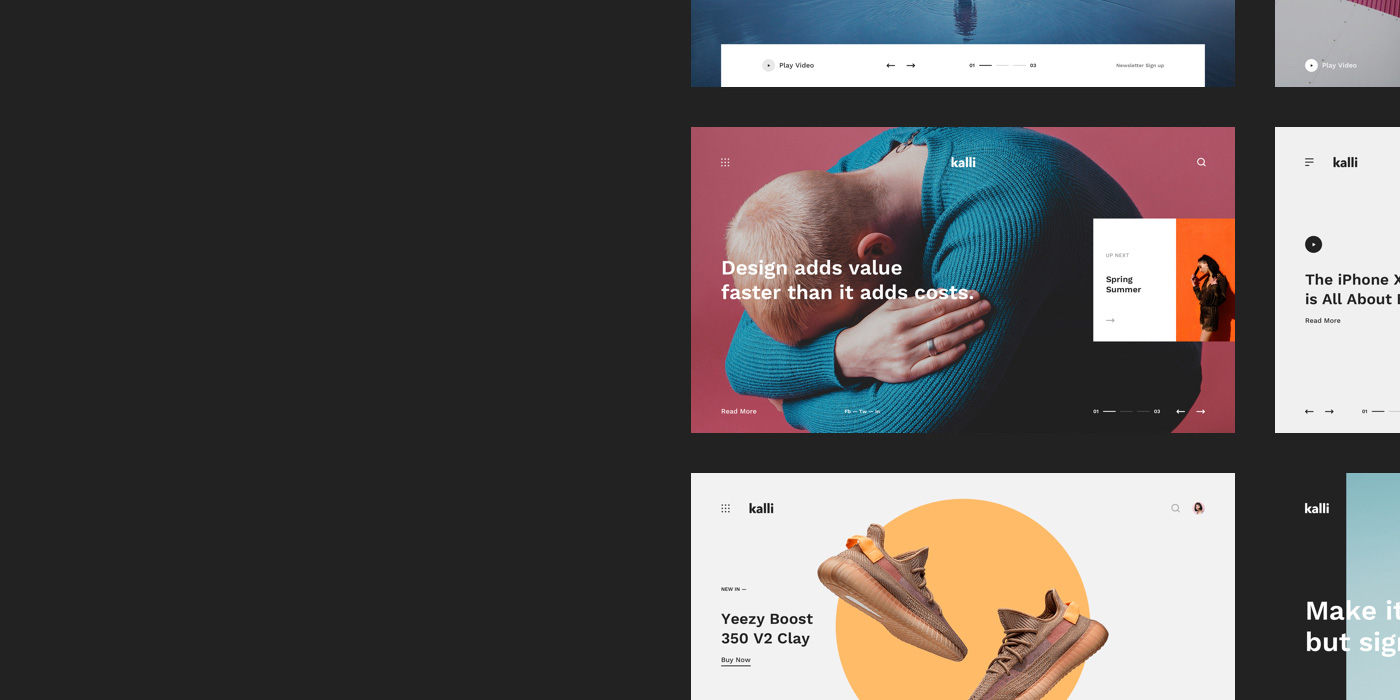 Play Video
01
03
Newsletter Sign up
Play Video
kalli
Design adds value
faster than it adds costs.
UP NEXT
Spring
Summer
Read More
Fb — Tw — In
01
03
kalli
The iPhone X
is All About
Read More
01
kalli
NEW IN —
Yeezy Boost
350 V2 Clay
Buy Now
kalli
Make it
but sig